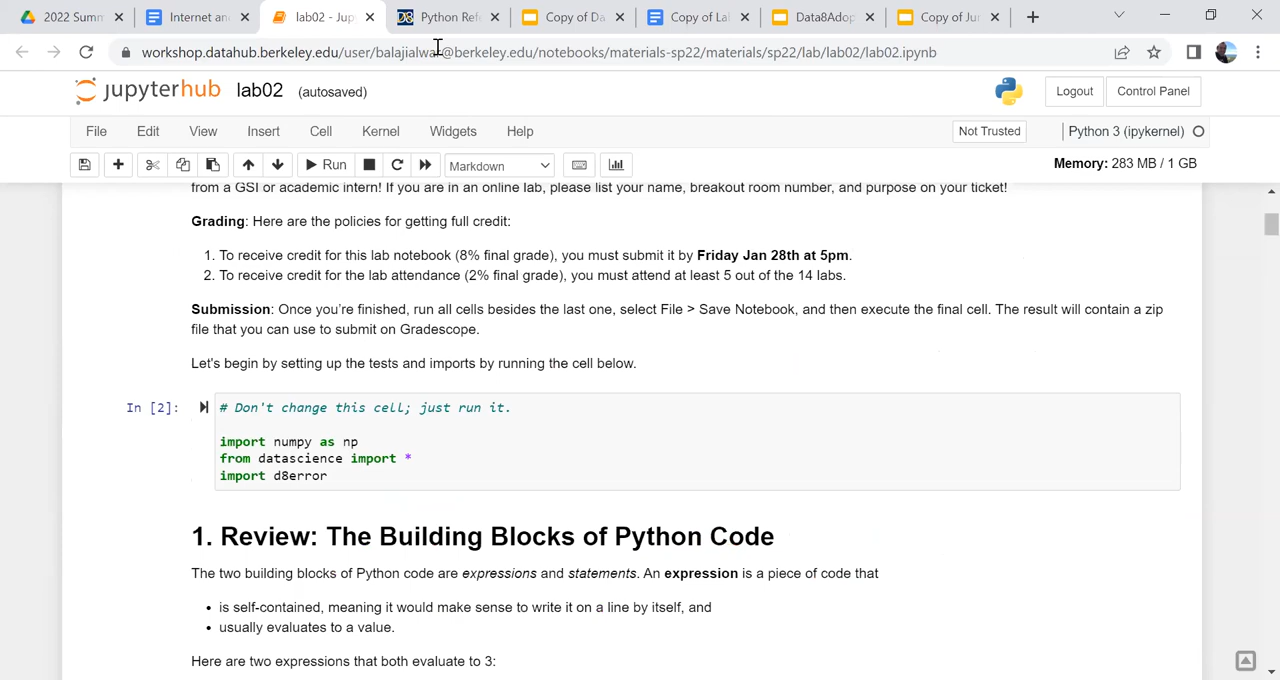 2022 Summ
Internet and
lab02 - Jup
Python Ref
Copy of Da
Copy of Lal
Data8Adop
Copy of Jur
workshop.datahub.berkeley.edu/user/balajialwa @berkeley.edu/notebooks/materials-sp22/materials/sp22/lab/lab02/lab02.ipynb
jupyterhub lab02 (autosaved)
Logout
Control Panel
File Edit View Insert Cell Kernel Widgets Help
Not Trusted
Python 3 (ipykernel)
Run
Markdown
Memory: 283 MB / 1 GB
from a GSI or academic intern! If you are in an online lab, please list your name, breakout room number, and purpose on your ticket!
Grading: Here are the policies for getting full credit:
1. To receive credit for this lab notebook (8% final grade), you must submit it by Friday Jan 28th at 5pm.
2. To receive credit for the lab attendance (2% final grade), you must attend at least 5 out of the 14 labs.
Submission: Once you're finished, run all cells besides the last one, select File > Save Notebook, and then execute the final cell. The result will contain a zip
file that you can use to submit on Gradescope.
Let's begin by setting up the tests and imports by running the cell below.
In [2]:
# Don't change this cell; just run it.
import numpy as np
from datascience import *
import d8error
1. Review: The Building Blocks of Python Code
The two building blocks of Python code are expressions and statements. An expression is a piece of code that
• is self-contained, meaning it would make sense to write it on a line by itself, and
• usually evaluates to a value.
Here are two expressions that both evaluate to 3: